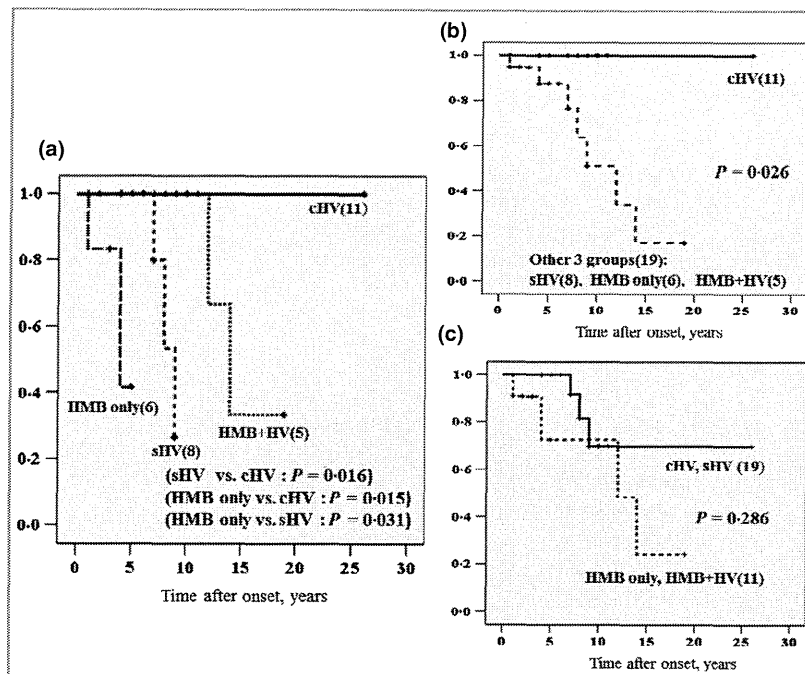 (a)
1·0
0·8
0·6
0·4
0·2
0·0
cHV(11)
HMB only(6)
sHV(8)
HMB+HV(5)
(sHV vs. cHV : P = 0·016)
(HMB only vs. cHV : P = 0·015)
(HMB only vs. sHV : P = 0·031)
0 5 10 15 20 25 30
Time after onset, years
(b)
1·0
0·8
0·6
0·4
0·2
0·0
cHV(11)
P = 0·026
Other 3 groups(19):
sHV(8), HMB only(6), HMB+HV(5)
0 5 10 15 20 25 30
Time after onset, years
(c)
1·0
0·8
0·6
0·4
0·2
0·0
cHV, sHV (19)
P = 0·286
HMB only, HMB+HV(11)
0 5 10 15 20 25 30
Time after onset, years